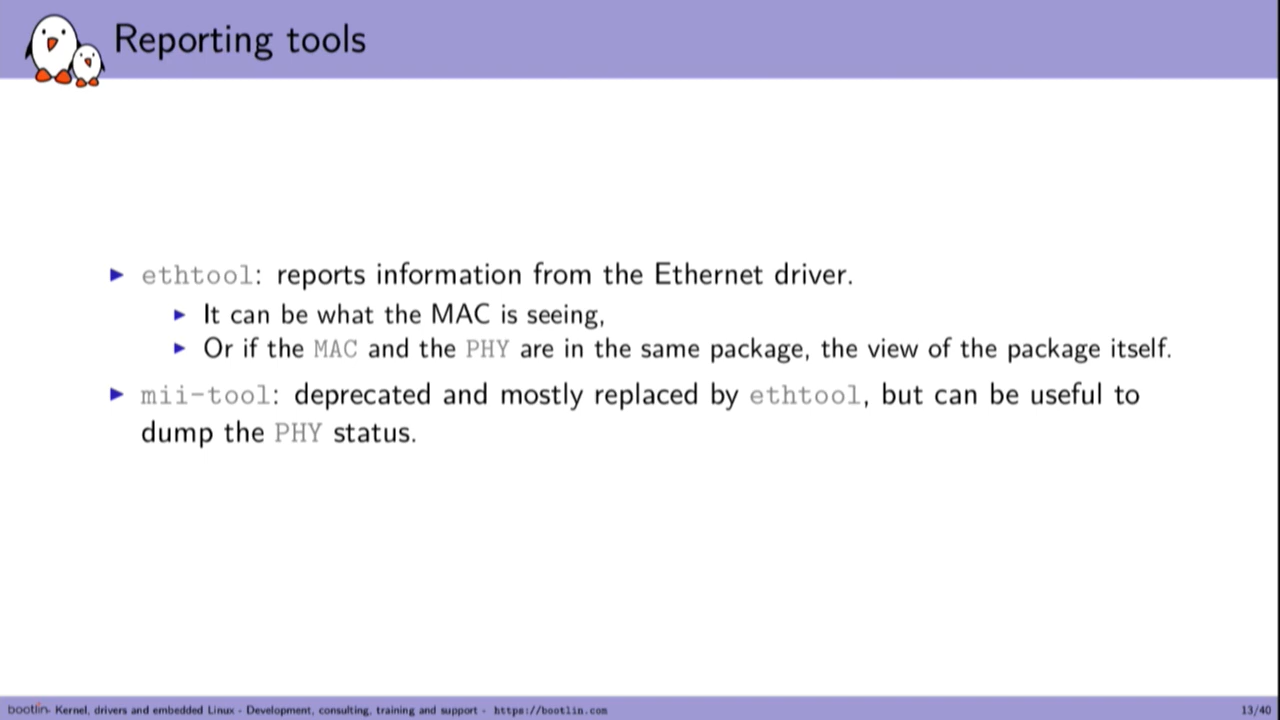 Reporting tools
▶ ethtool: reports information from the Ethernet driver.
▶ It can be what the MAC is seeing,
▶ Or if the MAC and the PHY are in the same package, the view of the package itself.
▶ mii-tool: deprecated and mostly replaced by ethtool, but can be useful to
dump the PHY status.
bootlin - Kernel, drivers and embedded Linux - Development, consulting, training and support - https://bootlin.com
13/40